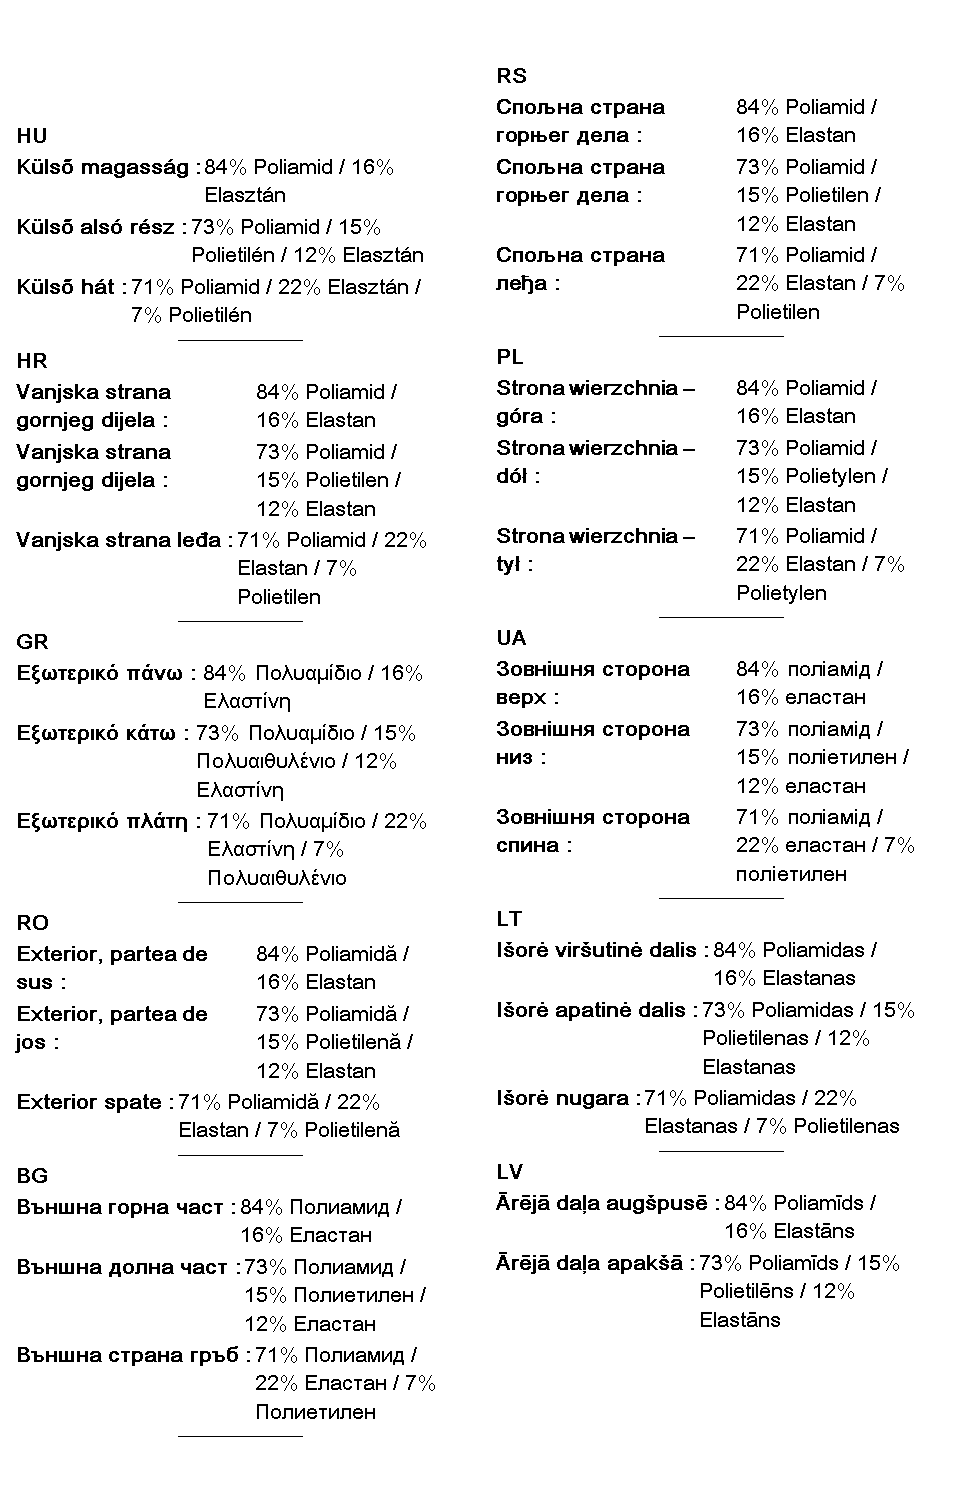 HU
Külső magasság : 84% Poliamid / 16%
Elasztán
Külső alsó rész : 73% Poliamid / 15%
Polietilén / 12% Elasztán
Külső hát : 71% Poliamid / 22% Elasztán /
7% Polietilén
HR
Vanjska strana 84% Poliamid /
gornjeg dijela : 16% Elastan
Vanjska strana 73% Poliamid /
gornjeg dijela : 15% Polietilen /
12% Elastan
Vanjska strana leđa : 71% Poliamid / 22%
Elastan / 7%
Polietilen
GR
Εξωτερικό πάνω : 84% Πολυαμίδιο / 16%
Ελαστίνη
Εξωτερικό κάτω : 73% Πολυαμίδιο / 15%
Πολυαιθυλένιο / 12%
Ελαστίνη
Εξωτερικό πλάτη : 71% Πολυαμίδιο / 22%
Ελαστίνη / 7%
Πολυαιθυλένιο
RO
Exterior, partea de 84% Poliamidă /
sus : 16% Elastan
Exterior, partea de 73% Poliamidă /
jos : 15% Polietilenă /
12% Elastan
Exterior spate : 71% Poliamidă / 22%
Elastan / 7% Polietilenă
BG
Външна горна част : 84% Полиамид /
16% Еластан
Външна долна част : 73% Полиамид /
15% Полиетилен /
12% Еластан
Външна страна гръб : 71% Полиамид /
22% Еластан / 7%
Полиетилен
RS
Спољна страна 84% Poliamid /
горњег дела : 16% Elastan
Спољна страна 73% Poliamid /
горњег дела : 15% Polietilen /
12% Elastan
Спољна страна 71% Poliamid /
леђа : 22% Elastan / 7%
Polietilen
PL
Strona wierzchnia – 84% Poliamid /
góra : 16% Elastan
Strona wierzchnia – 73% Poliamid /
dół : 15% Polietylen /
12% Elastan
Strona wierzchnia – 71% Poliamid /
tył : 22% Elastan / 7%
Polietylen
UA
Зовнішня сторона 84% поліамід /
верх : 16% еластан
Зовнішня сторона 73% поліамід /
низ : 15% поліетилен /
12% еластан
Зовнішня сторона 71% поліамід /
спина : 22% еластан / 7%
поліетилен
LT
Išorė viršutinė dalis : 84% Poliamidas /
16% Elastanas
Išorė apatinė dalis : 73% Poliamidas / 15%
Polietilenas / 12%
Elastanas
Išorė nugara : 71% Poliamidas / 22%
Elastanas / 7% Polietilenas
LV
Ārējā daļa augšpusē : 84% Poliamīds /
16% Elastāns
Ārējā daļa apakšā : 73% Poliamīds / 15%
Polietilēns / 12%
Elastāns